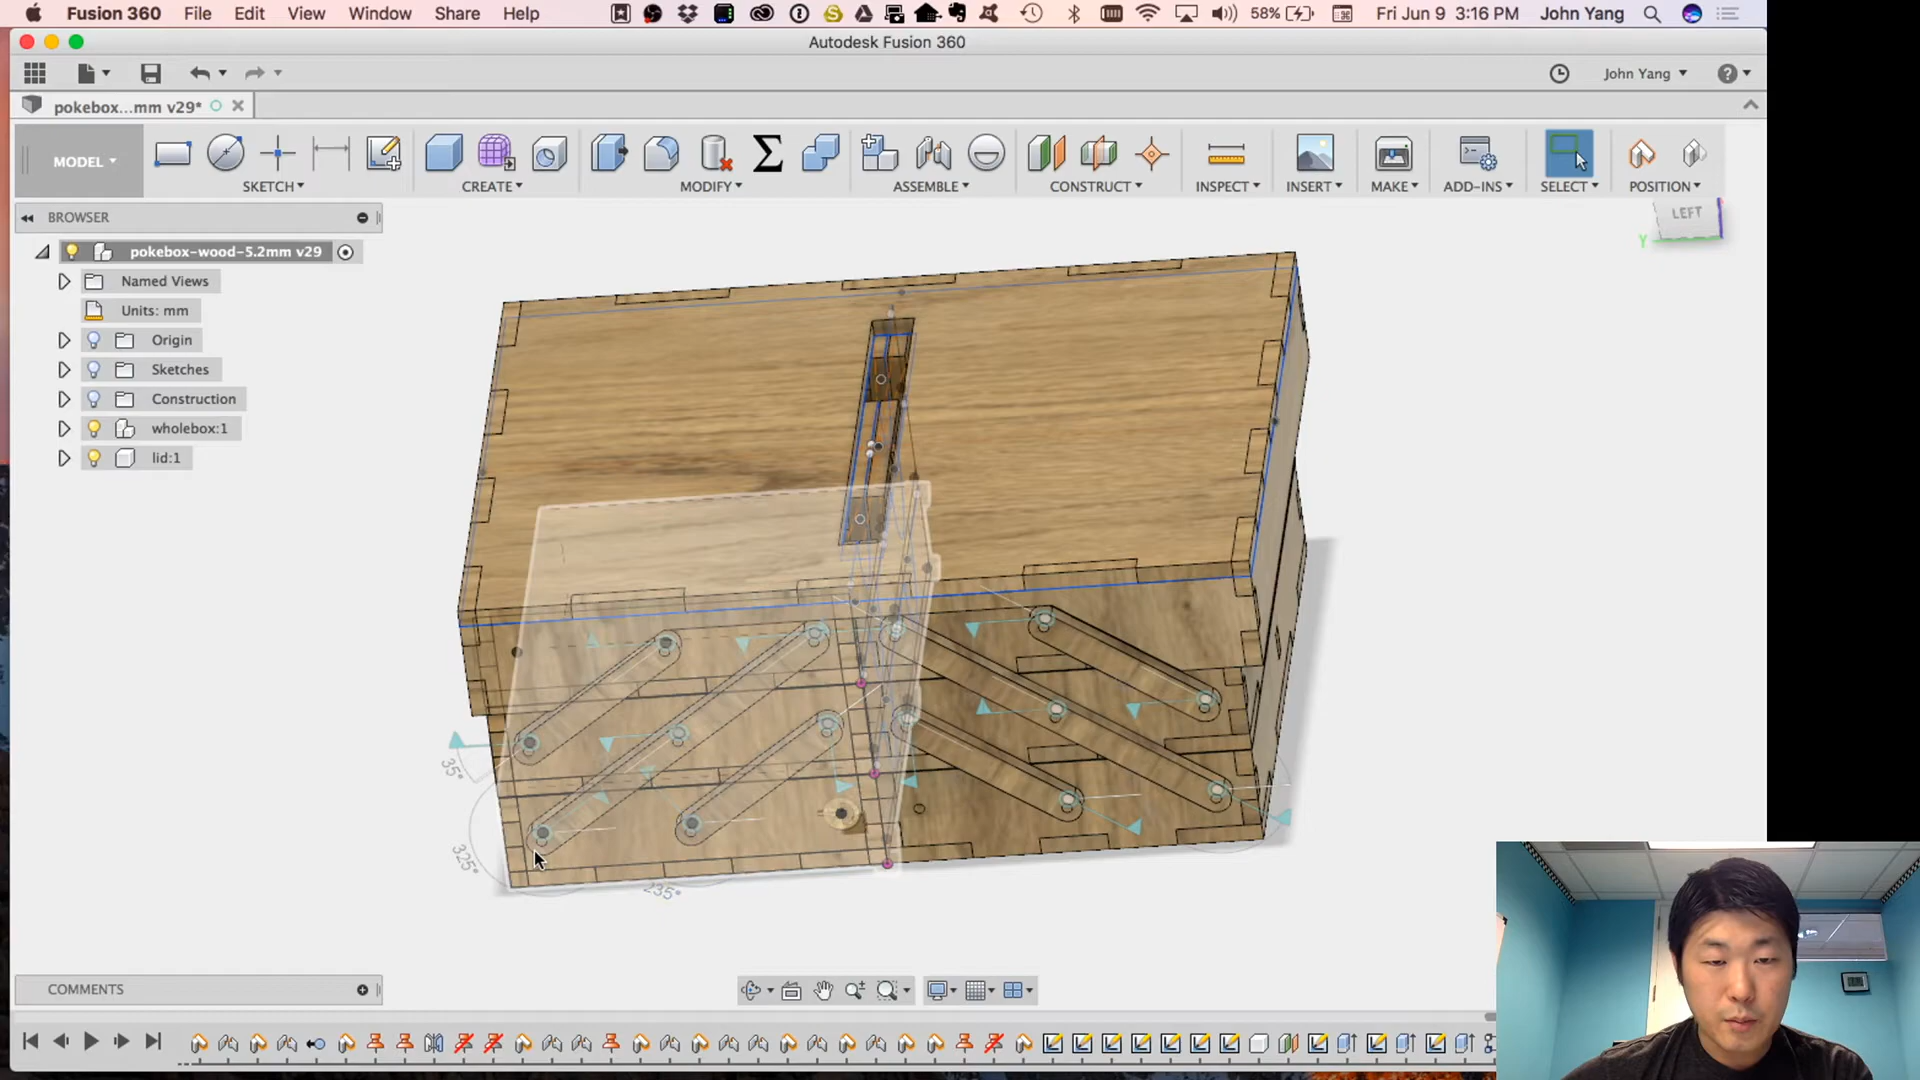 Fusion 360 File Edit View Window Share Help 58% Fri Jun 9 3:16 PM John Yang
Autodesk Fusion 360
John Yang
pokebox...mm v29*
MODEL
SKETCH CREATE MODIFY ASSEMBLE CONSTRUCT INSPECT INSERT MAKE ADD-INS SELECT POSITION
LEFT
Y
BROWSER
pokebox-wood-5.2mm v29
Named Views
Units: mm
Origin
Sketches
Construction
wholebox:1
lid:1
35°
325°
235°
COMMENTS